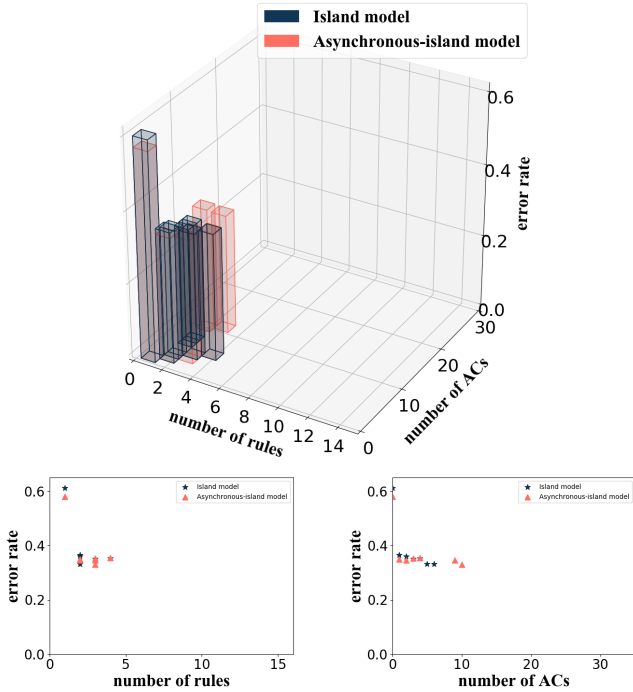 Island model
Asynchronous-island model
0.6
0.4
0.2
0.0
error rate
0
2
4
6
8
10
12
14
number of rules
0
10
20
30
number of ACs
0.6
0.4
0.2
0.0
error rate
Island model
Asynchronous-island model
0
5
10
15
number of rules
0.6
0.4
0.2
0.0
error rate
Island model
Asynchronous-island model
0
10
20
30
number of ACs